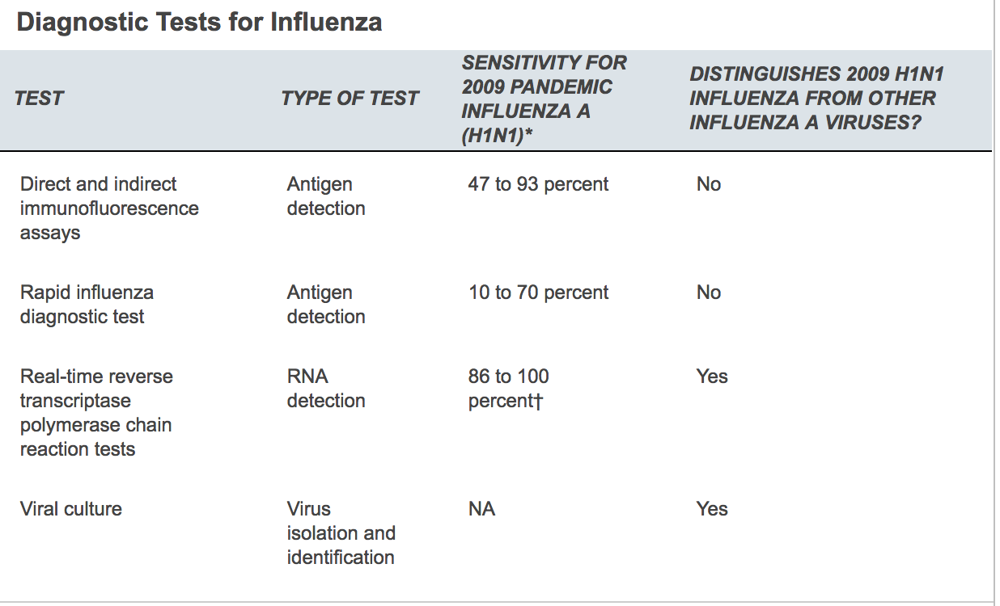 Diagnostic Tests for Influenza
TEST
TYPE OF TEST
SENSITIVITY FOR
2009 PANDEMIC
INFLUENZA A
(H1N1)*
DISTINGUISHES 2009 H1N1
INFLUENZA FROM OTHER
INFLUENZA A VIRUSES?
Direct and indirect
immunofluorescence
assays
Antigen
detection
47 to 93 percent
No
Rapid influenza
diagnostic test
Antigen
detection
10 to 70 percent
No
Real-time reverse
transcriptase
polymerase chain
reaction tests
RNA
detection
86 to 100
percent†
Yes
Viral culture
Virus
isolation and
identification
NA
Yes